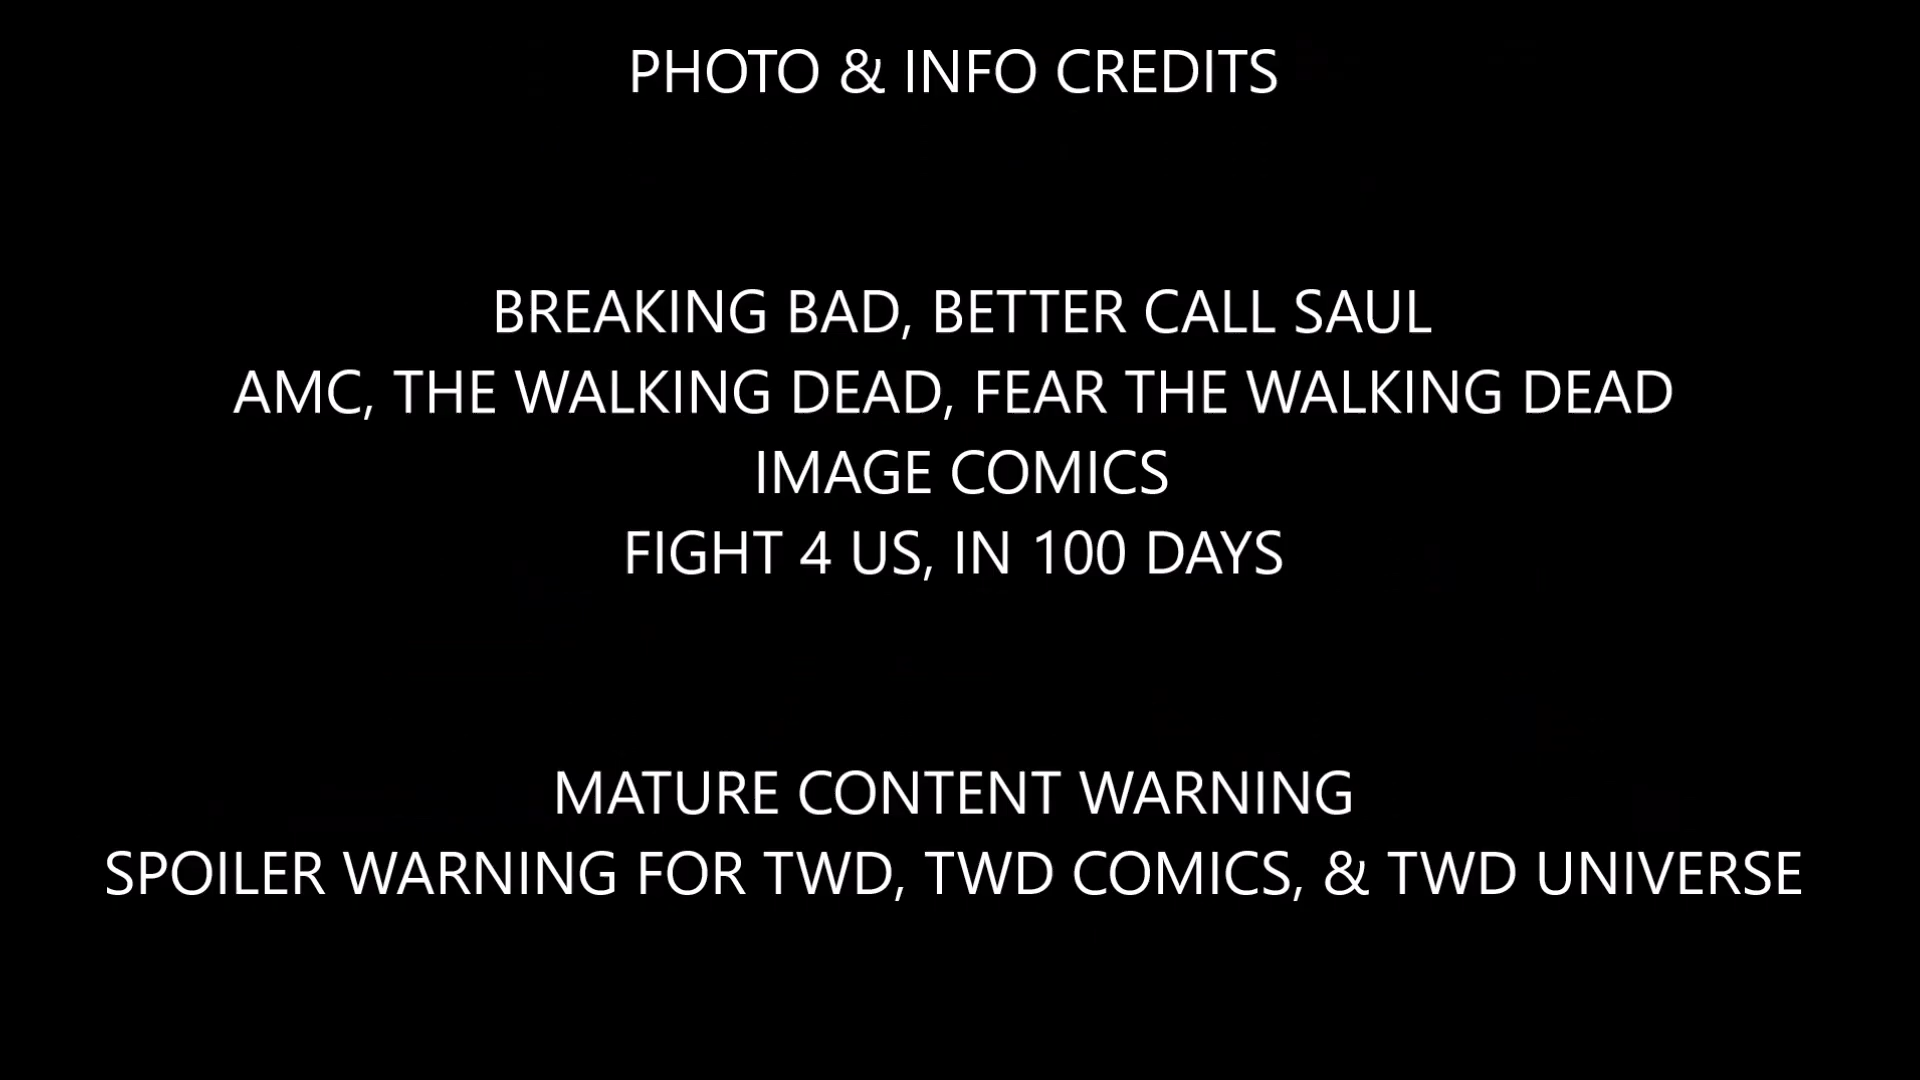 PHOTO & INFO CREDITS
BREAKING BAD, BETTER CALL SAUL
AMC, THE WALKING DEAD, FEAR THE WALKING DEAD
IMAGE COMICS
FIGHT 4 US, IN 100 DAYS
MATURE CONTENT WARNING
SPOILER WARNING FOR TWD, TWD COMICS, & TWD UNIVERSE